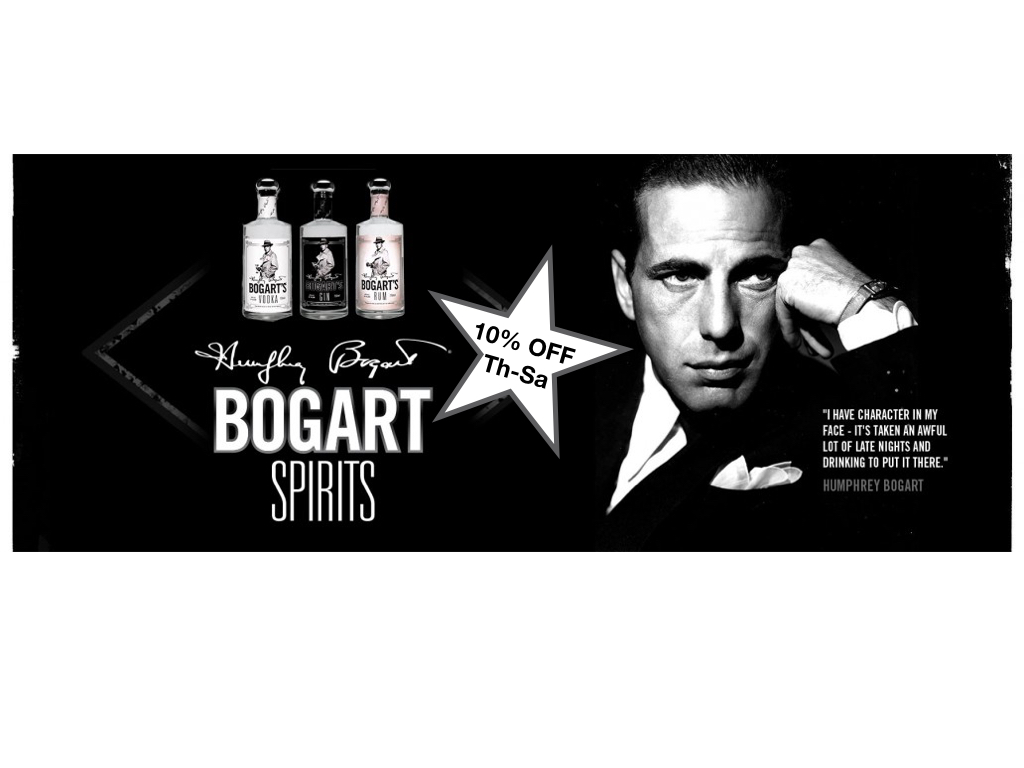 BOGART'S
VODKA
BOGART'S
GIN
BOGART'S
RUM
Humphrey Bogart
BOGART
SPIRITS
10% OFF
Th-Sa
"I HAVE CHARACTER IN MY
FACE - IT'S TAKEN AN AWFUL
LOT OF LATE NIGHTS AND
DRINKING TO PUT IT THERE."
HUMPHREY BOGART